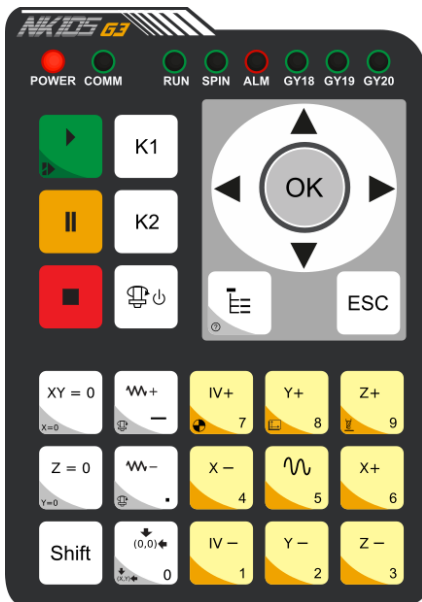 NK105 G3
POWER COMM RUN SPIN ALM GY18 GY19 GY20
K1
OK
K2
ESC
XY = 0
X=0
+
–
IV+
7
Y+
8
Z+
9
Z = 0
Y=0
–
.
X –
4
5
X+
6
Shift
(0,0)
(X,Y)
0
IV –
1
Y –
2
Z –
3